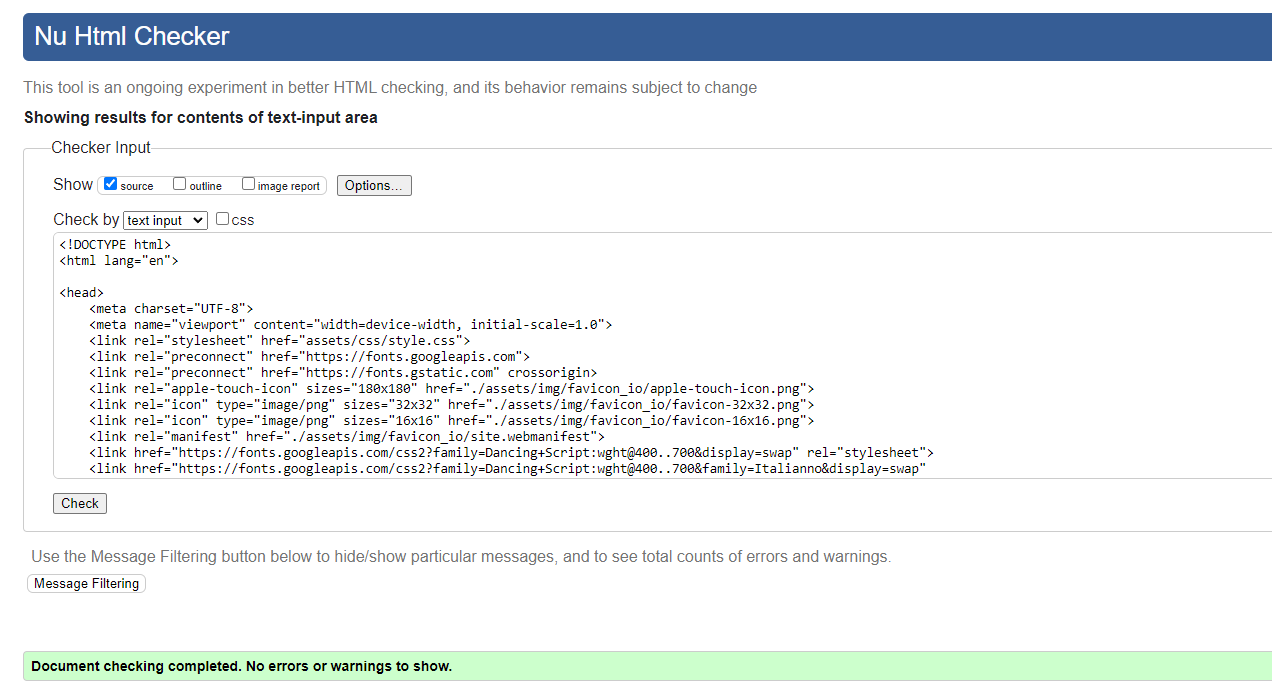 Nu Html Checker
This tool is an ongoing experiment in better HTML checking, and its behavior remains subject to change
Showing results for contents of text-input area
Checker Input
Show source outline image report Options...
Check by text input css
<!DOCTYPE html>
<html lang="en">
<head>
<meta charset="UTF-8">
<meta name="viewport" content="width=device-width, initial-scale=1.0">
<link rel="stylesheet" href="assets/css/style.css">
<link rel="preconnect" href="https://fonts.googleapis.com">
<link rel="preconnect" href="https://fonts.gstatic.com" crossorigin>
<link rel="apple-touch-icon" sizes="180x180" href="./assets/img/favicon_io/apple-touch-icon.png">
<link rel="icon" type="image/png" sizes="32x32" href="./assets/img/favicon_io/favicon-32x32.png">
<link rel="icon" type="image/png" sizes="16x16" href="./assets/img/favicon_io/favicon-16x16.png">
<link rel="manifest" href="./assets/img/favicon_io/site.webmanifest">
<link href="https://fonts.googleapis.com/css2?family=Dancing+Script:wght@400..700&display=swap" rel="stylesheet">
<link href="https://fonts.googleapis.com/css2?family=Dancing+Script:wght@400..700&family=Italianno&display=swap"
Check
Use the Message Filtering button below to hide/show particular messages, and to see total counts of errors and warnings.
Message Filtering
Document checking completed. No errors or warnings to show.